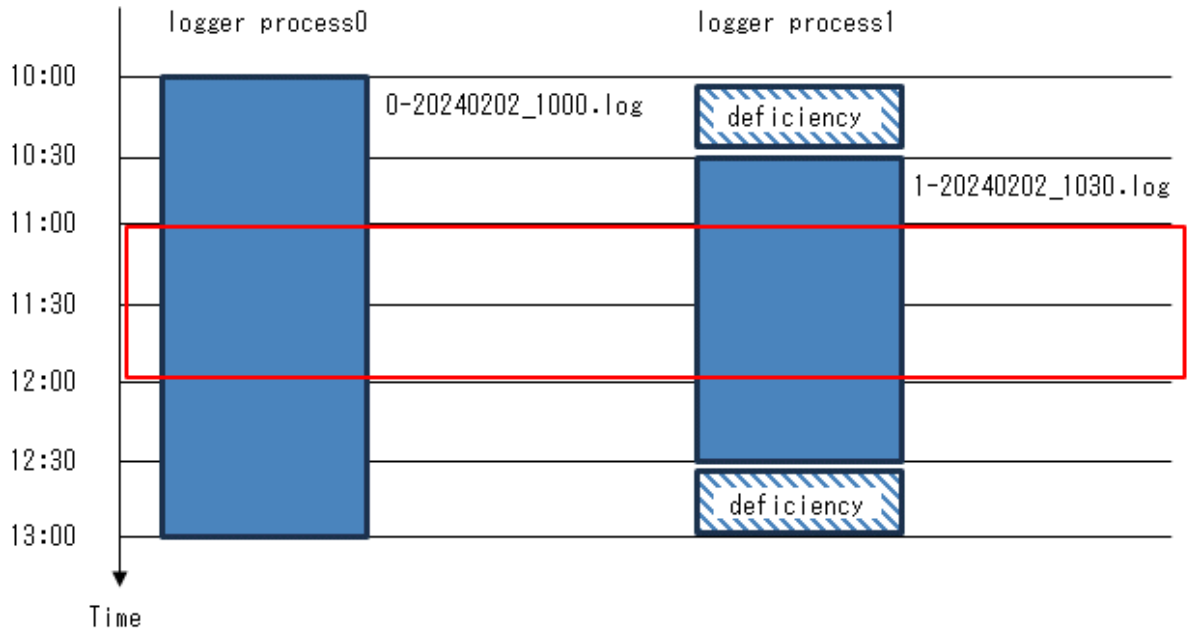 logger process0
logger process1
10:00
0-20240202_1000.log
deficiency
10:30
1-20240202_1030.log
11:00
11:30
12:00
12:30
deficiency
13:00
Time